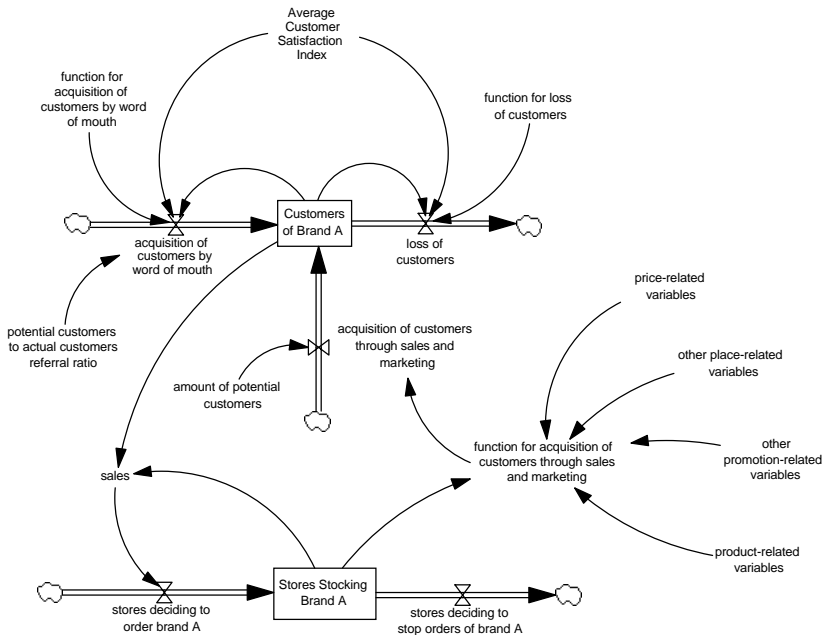 Average
Customer
Satisfaction
Index
function for
acquisition of
customers by word
of mouth
function for loss
of customers
Customers
of Brand A
acquisition of
customers by
word of mouth
loss of
customers
potential customers
to actual customers
referral ratio
acquisition of customers
through sales and
marketing
amount of potential
customers
price-related
variables
other place-related
variables
function for acquisition of
customers through sales
and marketing
other
promotion-related
variables
sales
product-related
variables
Stores Stocking
Brand A
stores deciding to
order brand A
stores deciding to
stop orders of brand A